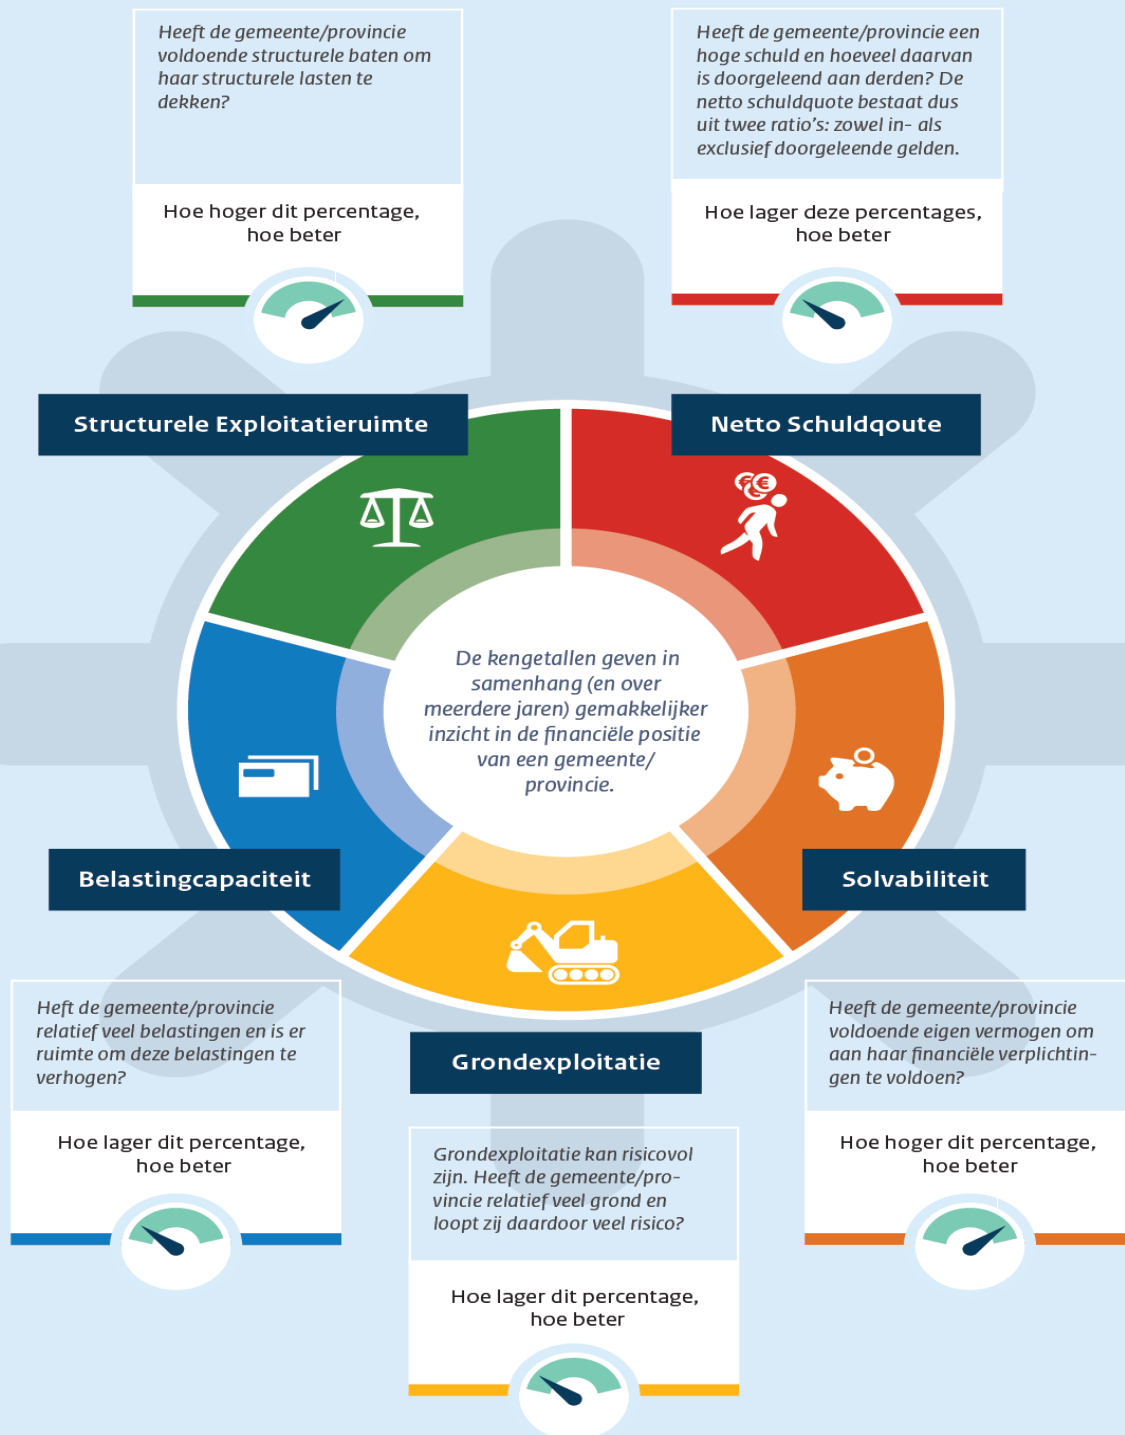 Heeft de gemeente/provincie
voldoende structurele baten om
haar structurele lasten te
dekken?
Hoe hoger dit percentage,
hoe beter
Heeft de gemeente/provincie een
hoge schuld en hoeveel daarvan
is doorgeleend aan derden? De
netto schuldquote bestaat dus
uit twee ratio's: zowel in- als
exclusief doorgeleende gelden.
Hoe lager deze percentages,
hoe beter
Structurele Exploitatieruimte
Netto Schuldqoute
€ € €
De kengetallen geven in
samenhang (en over
meerdere jaren) gemakkelijker
inzicht in de financiële positie
van een gemeente/
provincie.
Belastingcapaciteit
Solvabiliteit
Heft de gemeente/provincie
relatief veel belastingen en is er
ruimte om deze belastingen te
verhogen?
Hoe lager dit percentage,
hoe beter
Grondexploitatie
Grondexploitatie kan risicovol
zijn. Heeft de gemeente/pro-
vincie relatief veel grond en
loopt zij daardoor veel risico?
Hoe lager dit percentage,
hoe beter
Heeft de gemeente/provincie
voldoende eigen vermogen om
aan haar financiële verplichtin-
gen te voldoen?
Hoe hoger dit percentage,
hoe beter